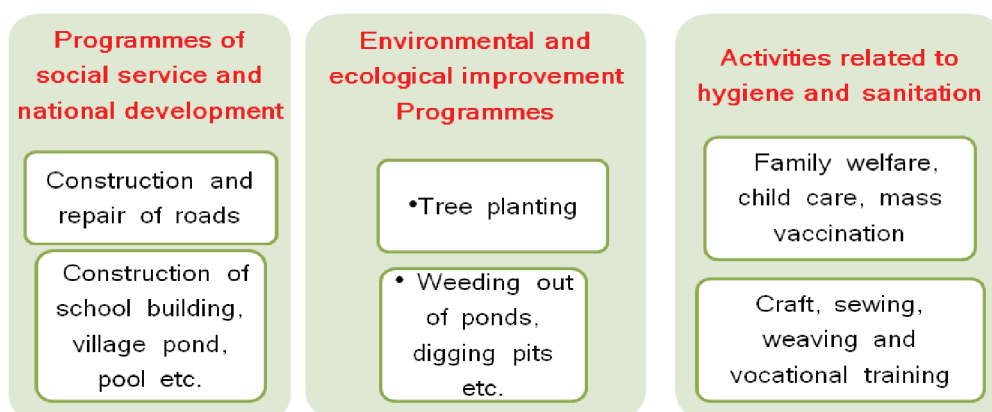 Programmes of
social service and
national development
Construction and
repair of roads
Construction of
school building,
village pond,
pool etc.
Environmental and
ecological improvement
Programmes
•Tree planting
• Weeding out
of ponds,
digging pits
etc.
Activities related to
hygiene and sanitation
Family welfare,
child care, mass
vaccination
Craft, sewing,
weaving and
vocational training